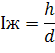 Iж = h/d